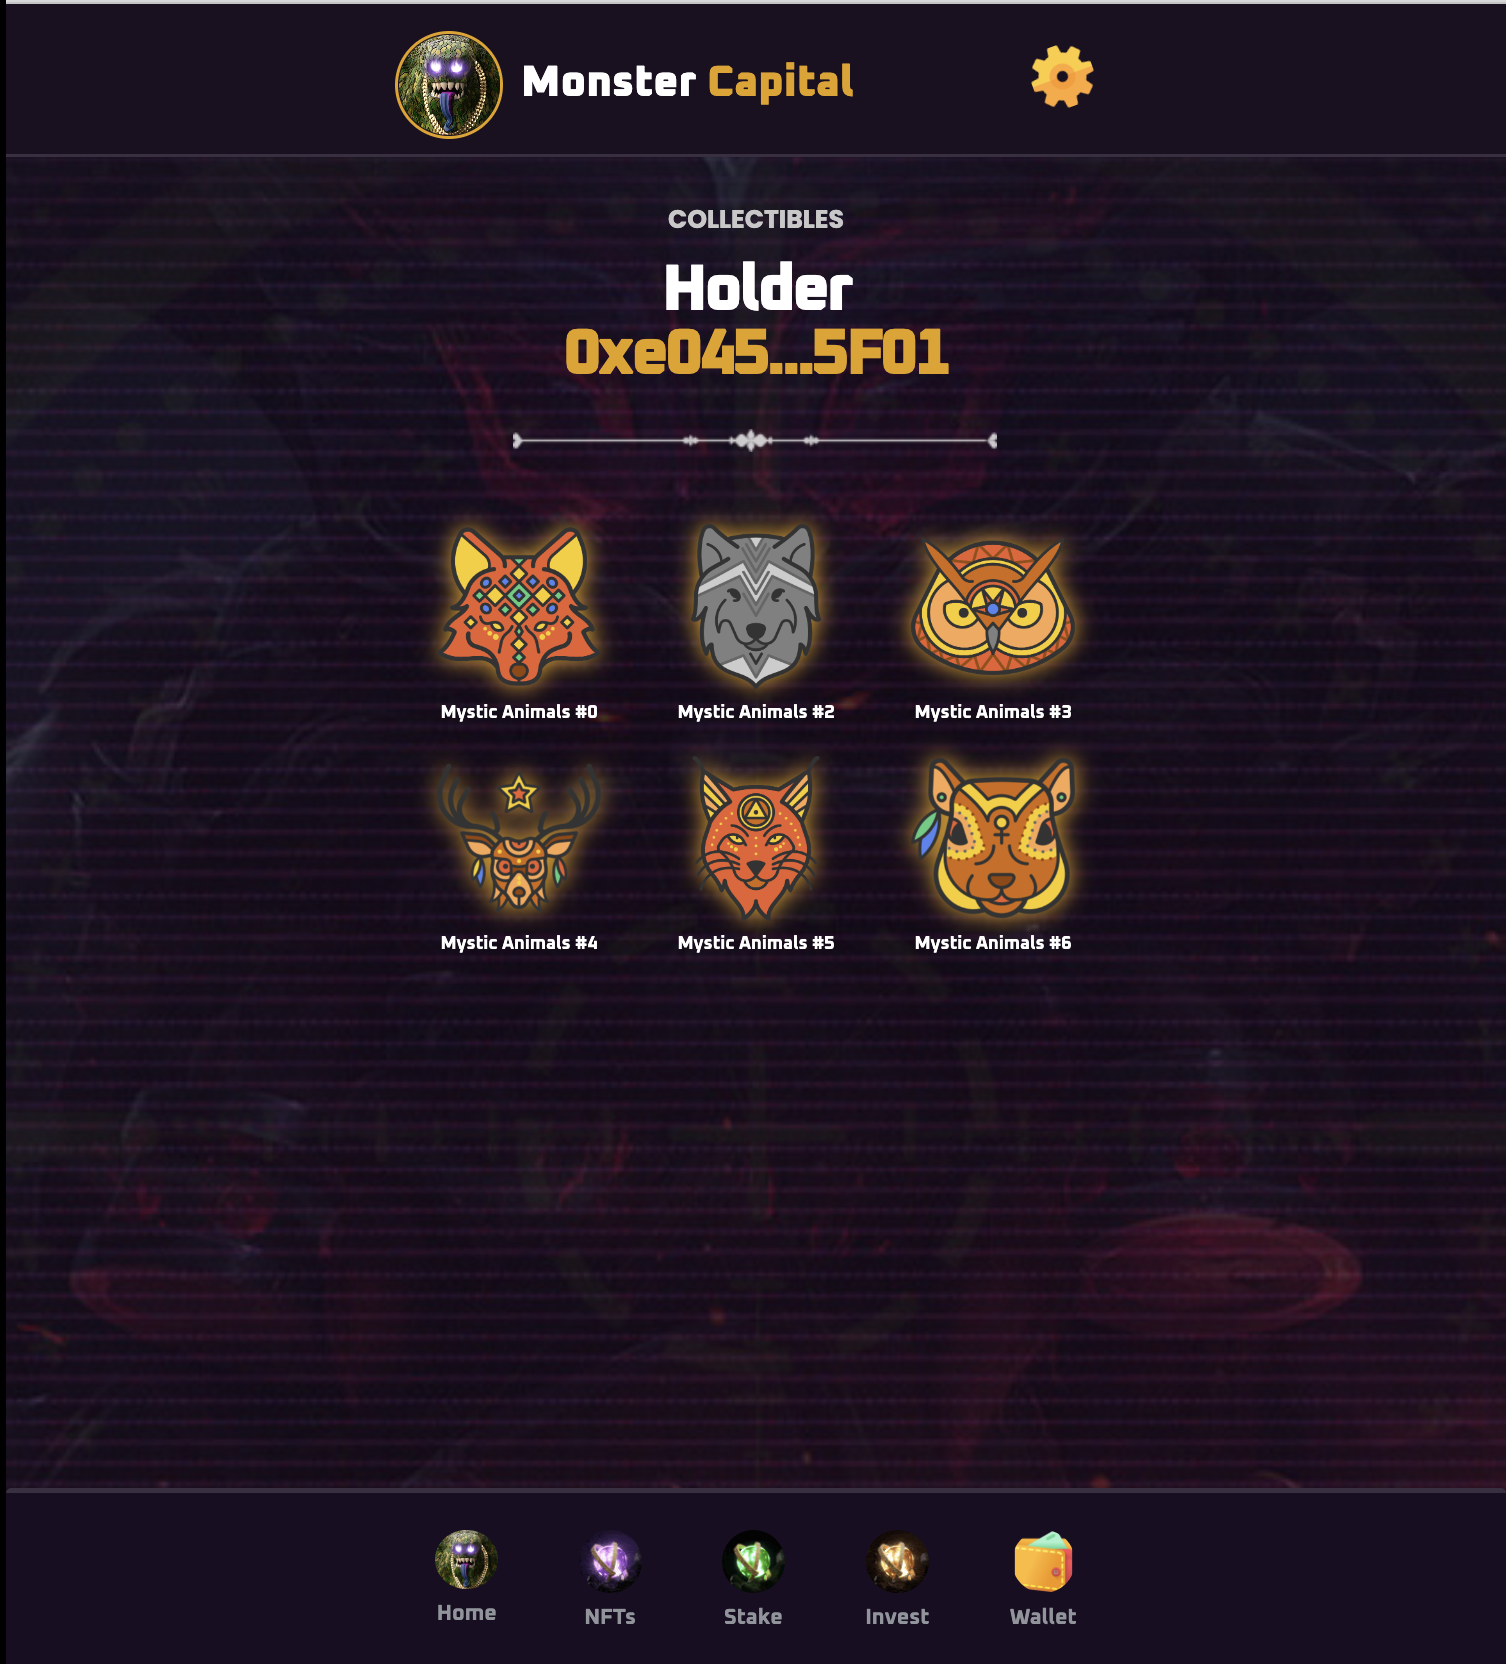 Monster Capital
COLLECTIBLES
Holder
0xe045...5F01
Mystic Animals #0
Mystic Animals #2
Mystic Animals #3
Mystic Animals #4
Mystic Animals #5
Mystic Animals #6
Home
NFTs
Stake
Invest
Wallet